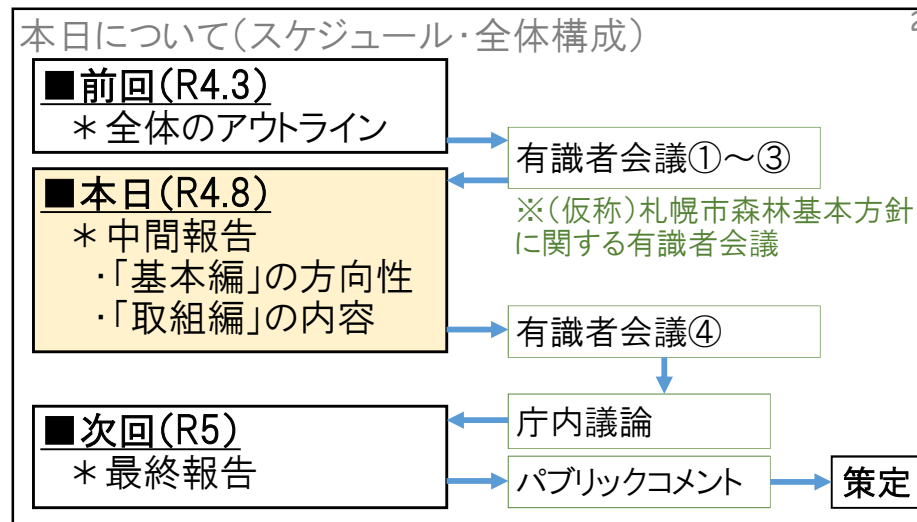 本日について(スケジュール・全体構成)
2
■前回(R4.3)
＊全体のアウトライン
有識者会議①～③
■本日(R4.8)
＊中間報告
・「基本編」の方向性
・「取組編」の内容
※(仮称)札幌市森林基本方針
に関する有識者会議
有識者会議④
庁内議論
■次回(R5)
＊最終報告
パブリックコメント
策定